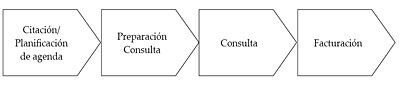 Citación/
Planificación
de agenda
Preparación
Consulta
Consulta
Facturación